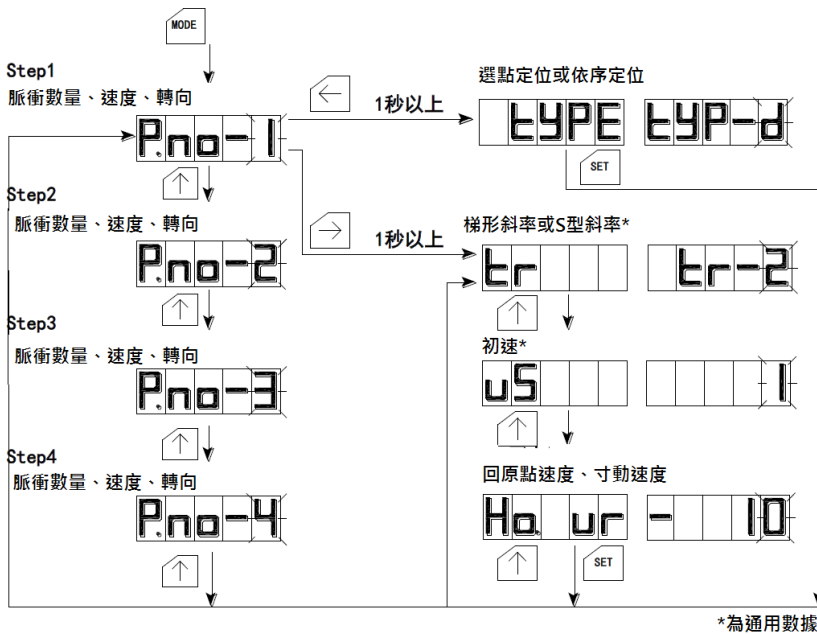 MODE
Step1
脈衝數量、速度、轉向
P.no-1
1秒以上
選點定位或依序定位
tYPE tYP-d
SET
Step2
脈衝數量、速度、轉向
P.no-2
1秒以上
梯形斜率或S型斜率*
tr tr-2
Step3
脈衝數量、速度、轉向
P.no-3
初速*
uS 1
Step4
脈衝數量、速度、轉向
P.no-4
回原點速度、寸動速度
Ho. ur - 10
SET
*為通用數據